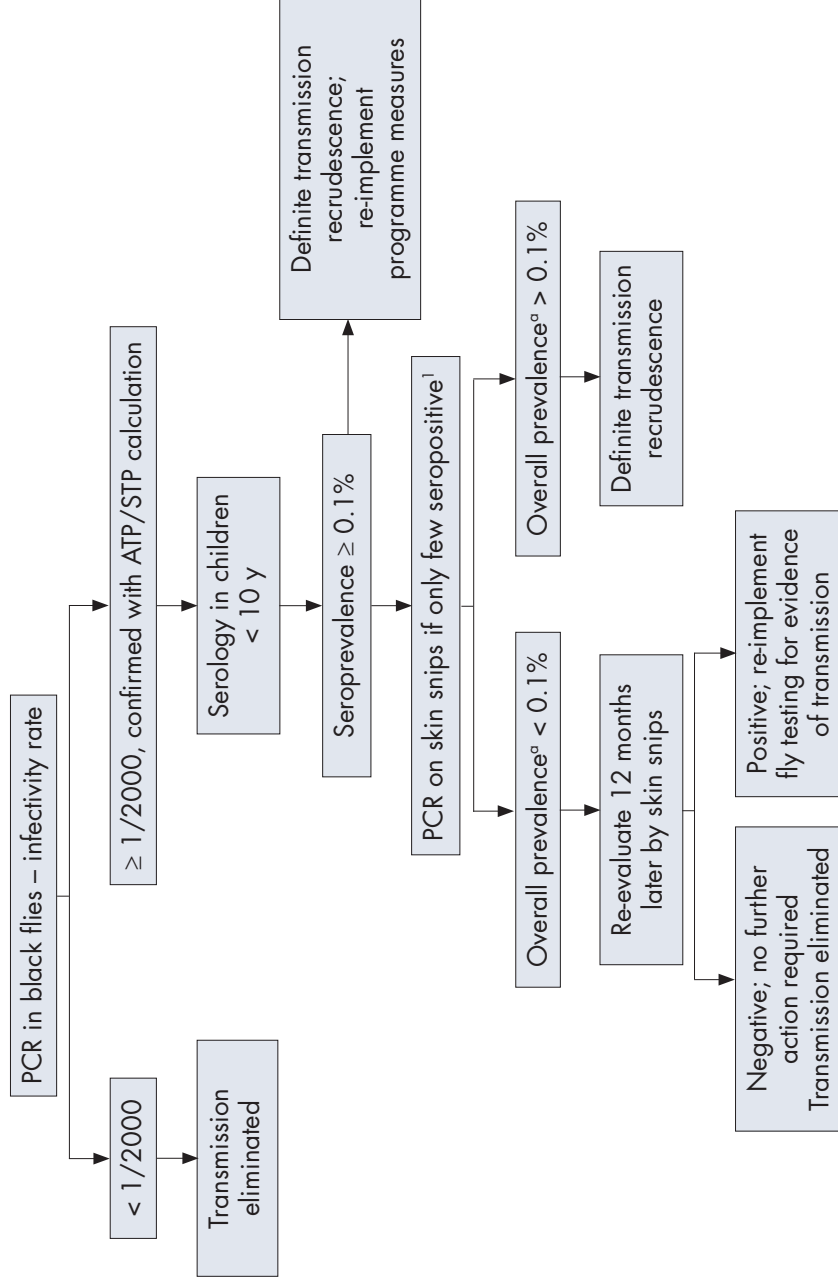 PCR in black flies – infectivity rate
< 1/2000
Transmission
eliminated
≥ 1/2000, confirmed with ATP/STP calculation
Serology in children
< 10 y
Seroprevalence ≥ 0.1%
Definite transmission
recrudescence;
re-implement
programme measures
PCR on skin snips if only few seropositive¹
Overall prevalenceᵃ < 0.1%
Overall prevalenceᵃ > 0.1%
Re-evaluate 12 months
later by skin snips
Definite transmission
recrudescence
Negative; no further
action required
Transmission eliminated
Positive; re-implement
fly testing for evidence
of transmission